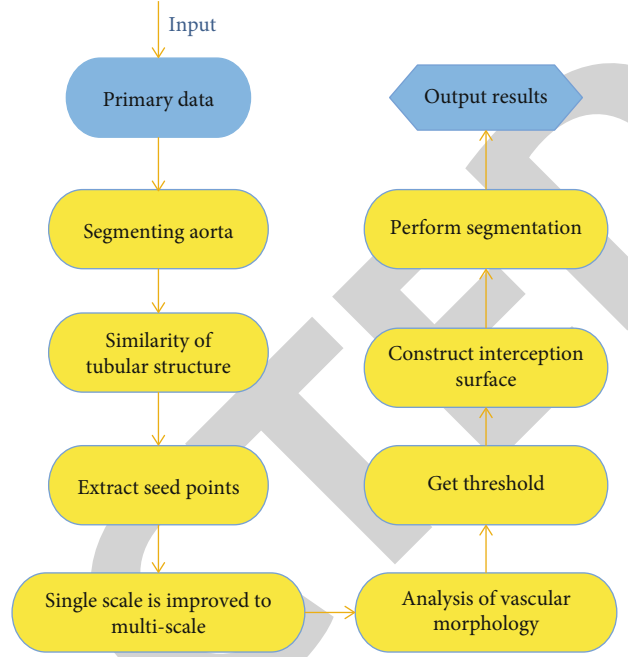 Input
Primary data
Segmenting aorta
Similarity of
tubular structure
Extract seed points
Single scale is improved to
multi-scale
Analysis of vascular
morphology
Get threshold
Construct interception
surface
Perform segmentation
Output results